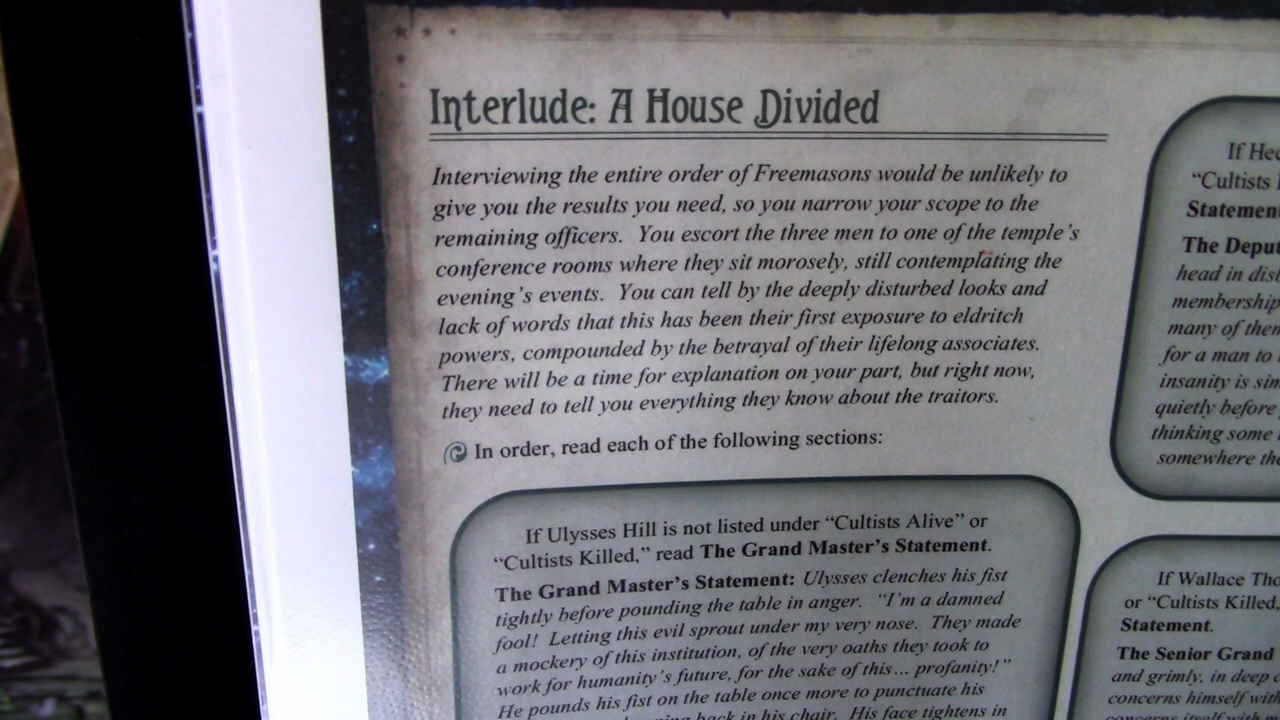 Interlude: A House Divided
Interviewing the entire order of Freemasons would be unlikely to
give you the results you need, so you narrow your scope to the
remaining officers. You escort the three men to one of the temple's
conference rooms where they sit morosely, still contemplating the
evening's events. You can tell by the deeply disturbed looks and
lack of words that this has been their first exposure to eldritch
powers, compounded by the betrayal of their lifelong associates.
There will be a time for explanation on your part, but right now,
they need to tell you everything they know about the traitors.
In order, read each of the following sections:
If Ulysses Hill is not listed under “Cultists Alive” or
“Cultists Killed,” read The Grand Master's Statement.
The Grand Master's Statement: Ulysses clenches his fist
tightly before pounding the table in anger. “I'm a damned
fool! Letting this evil sprout under my very nose. They made
a mockery of this institution, of the very oaths they took to
work for humanity's future, for the sake of this... profanity!”
He pounds his fist on the table once more to punctuate his
back in his chair. His face tightens in
If
“Cultists
Statement
The
head in
membership
many of
for a man to
insanity is
quietly before
thinking some
somewhere
If Wallace
or “Cultists Killed,
Statement.
The Senior Grand
and grimly, in deep
concerns himself
concerns itself